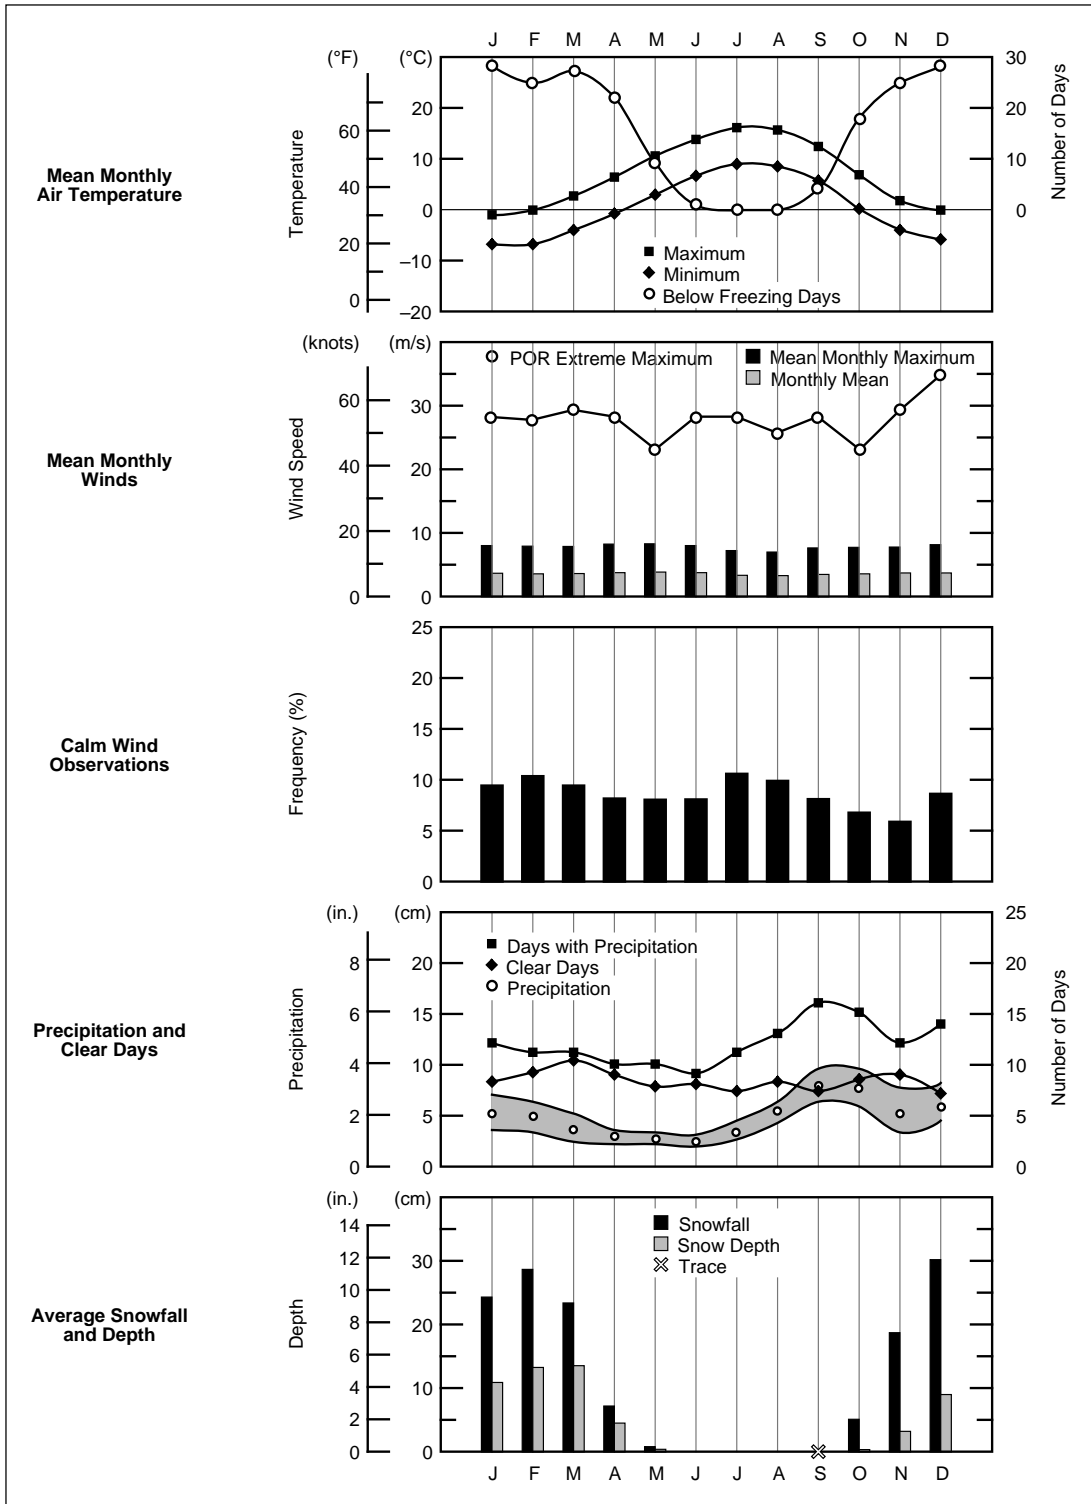 J F M A M J J A S O N D
(°F) (°C)
30
20
10
0
–10
–20
60
40
20
0
30
20
10
0
Temperature
Number of Days
Mean Monthly
Air Temperature
Maximum
Minimum
Below Freezing Days
(knots) (m/s)
POR Extreme Maximum
Mean Monthly Maximum
Monthly Mean
60
40
20
0
30
20
10
0
Wind Speed
Mean Monthly
Winds
25
20
15
10
5
0
Frequency (%)
Calm Wind
Observations
(in.) (cm)
8
6
4
2
0
20
15
10
5
0
25
20
15
10
5
0
Days with Precipitation
Clear Days
Precipitation
Precipitation
Number of Days
Precipitation and
Clear Days
(in.) (cm)
14
12
10
8
6
4
2
0
30
20
10
0
Snowfall
Snow Depth
Trace
Depth
Average Snowfall
and Depth
J F M A M J J A S O N D